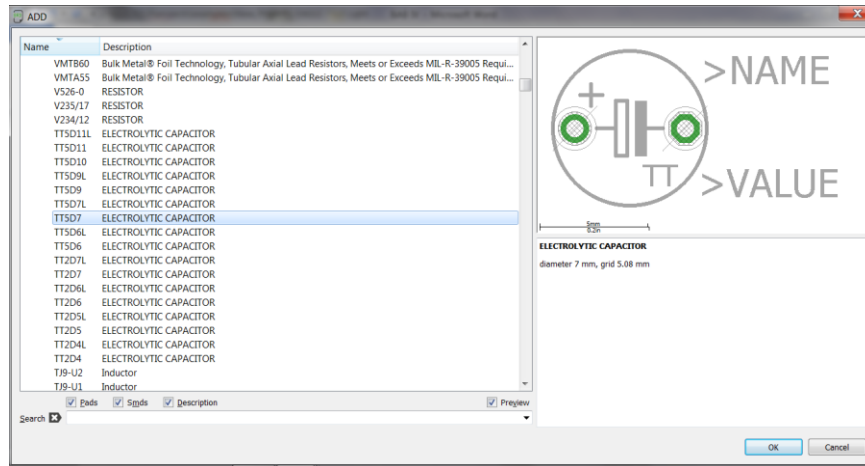 ADD
Name Description
VMTB60 Bulk Metal® Foil Technology, Tubular Axial Lead Resistors, Meets or Exceeds MIL-R-39005 Requi...
VMTA55 Bulk Metal® Foil Technology, Tubular Axial Lead Resistors, Meets or Exceeds MIL-R-39005 Requi...
V526-0 RESISTOR
V235/17 RESISTOR
V234/12 RESISTOR
TT5D11L ELECTROLYTIC CAPACITOR
TT5D11 ELECTROLYTIC CAPACITOR
TT5D10 ELECTROLYTIC CAPACITOR
TT5D9L ELECTROLYTIC CAPACITOR
TT5D9 ELECTROLYTIC CAPACITOR
TT5D7L ELECTROLYTIC CAPACITOR
TT5D7 ELECTROLYTIC CAPACITOR
TT5D6L ELECTROLYTIC CAPACITOR
TT5D6 ELECTROLYTIC CAPACITOR
TT2D7L ELECTROLYTIC CAPACITOR
TT2D7 ELECTROLYTIC CAPACITOR
TT2D6L ELECTROLYTIC CAPACITOR
TT2D6 ELECTROLYTIC CAPACITOR
TT2D5L ELECTROLYTIC CAPACITOR
TT2D5 ELECTROLYTIC CAPACITOR
TT2D4L ELECTROLYTIC CAPACITOR
TT2D4 ELECTROLYTIC CAPACITOR
TJ9-U2 Inductor
TJ9-U1 Inductor
Pads Smds Description Preview
Search
>NAME
TT
>VALUE
5mm
0.2in
ELECTROLYTIC CAPACITOR
diameter 7 mm, grid 5.08 mm
OK Cancel